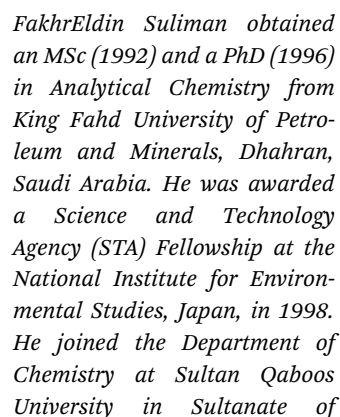 FakhrEldin Suliman obtained
an MSc (1992) and a PhD (1996)
in Analytical Chemistry from
King Fahd University of Petro-
leum and Minerals, Dhahran,
Saudi Arabia. He was awarded
a Science and Technology
Agency (STA) Fellowship at the
National Institute for Environ-
mental Studies, Japan, in 1998.
He joined the Department of
Chemistry at Sultan Qaboos
University in Sultanate of